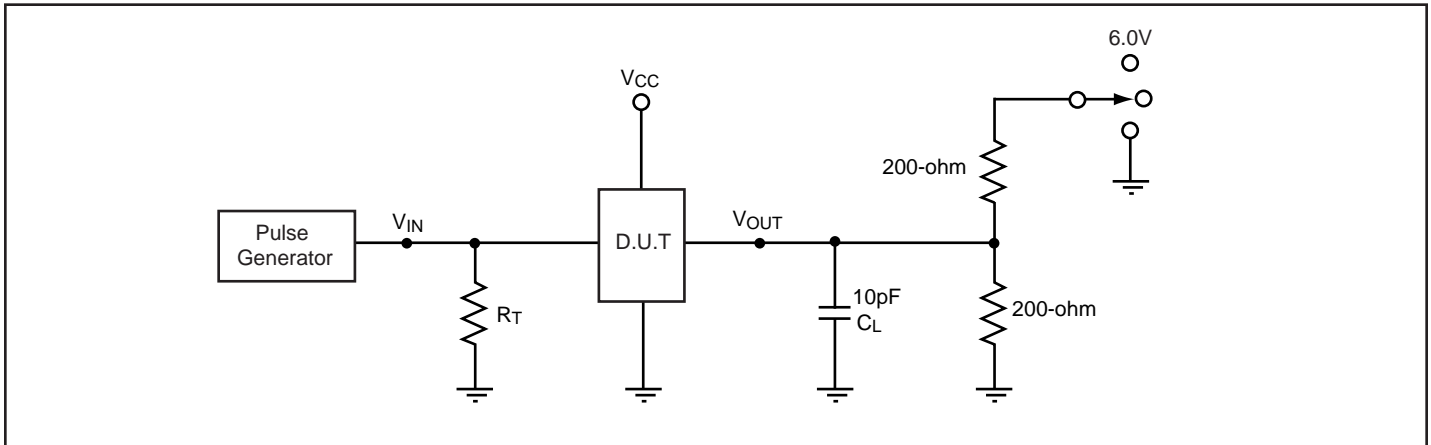 6.0V
VCC
200-ohm
Pulse
Generator
VIN
D.U.T
VOUT
RT
10pF
CL
200-ohm